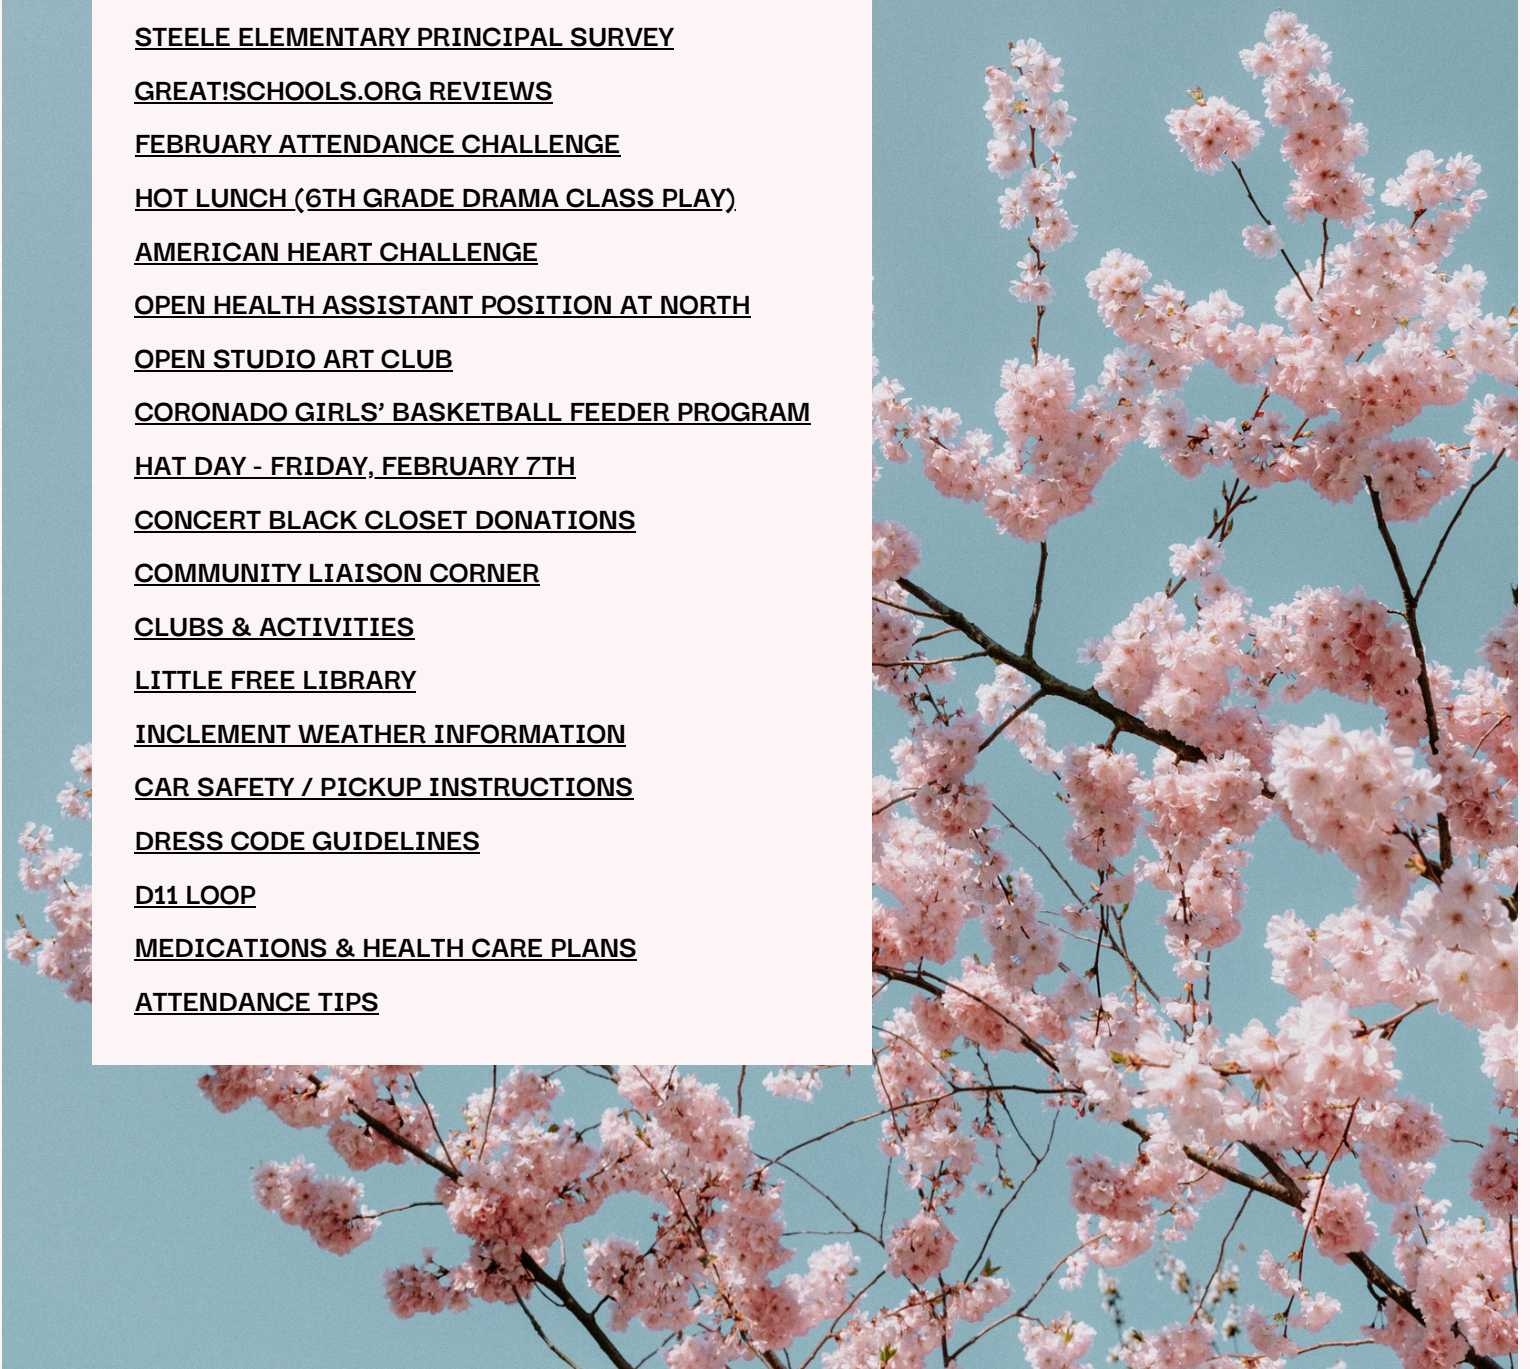 STEELE ELEMENTARY PRINCIPAL SURVEY
GREAT!SCHOOLS.ORG REVIEWS
FEBRUARY ATTENDANCE CHALLENGE
HOT LUNCH (6TH GRADE DRAMA CLASS PLAY)
AMERICAN HEART CHALLENGE
OPEN HEALTH ASSISTANT POSITION AT NORTH
OPEN STUDIO ART CLUB
CORONADO GIRLS’ BASKETBALL FEEDER PROGRAM
HAT DAY - FRIDAY, FEBRUARY 7TH
CONCERT BLACK CLOSET DONATIONS
COMMUNITY LIAISON CORNER
CLUBS & ACTIVITIES
LITTLE FREE LIBRARY
INCLEMENT WEATHER INFORMATION
CAR SAFETY / PICKUP INSTRUCTIONS
DRESS CODE GUIDELINES
D11 LOOP
MEDICATIONS & HEALTH CARE PLANS
ATTENDANCE TIPS